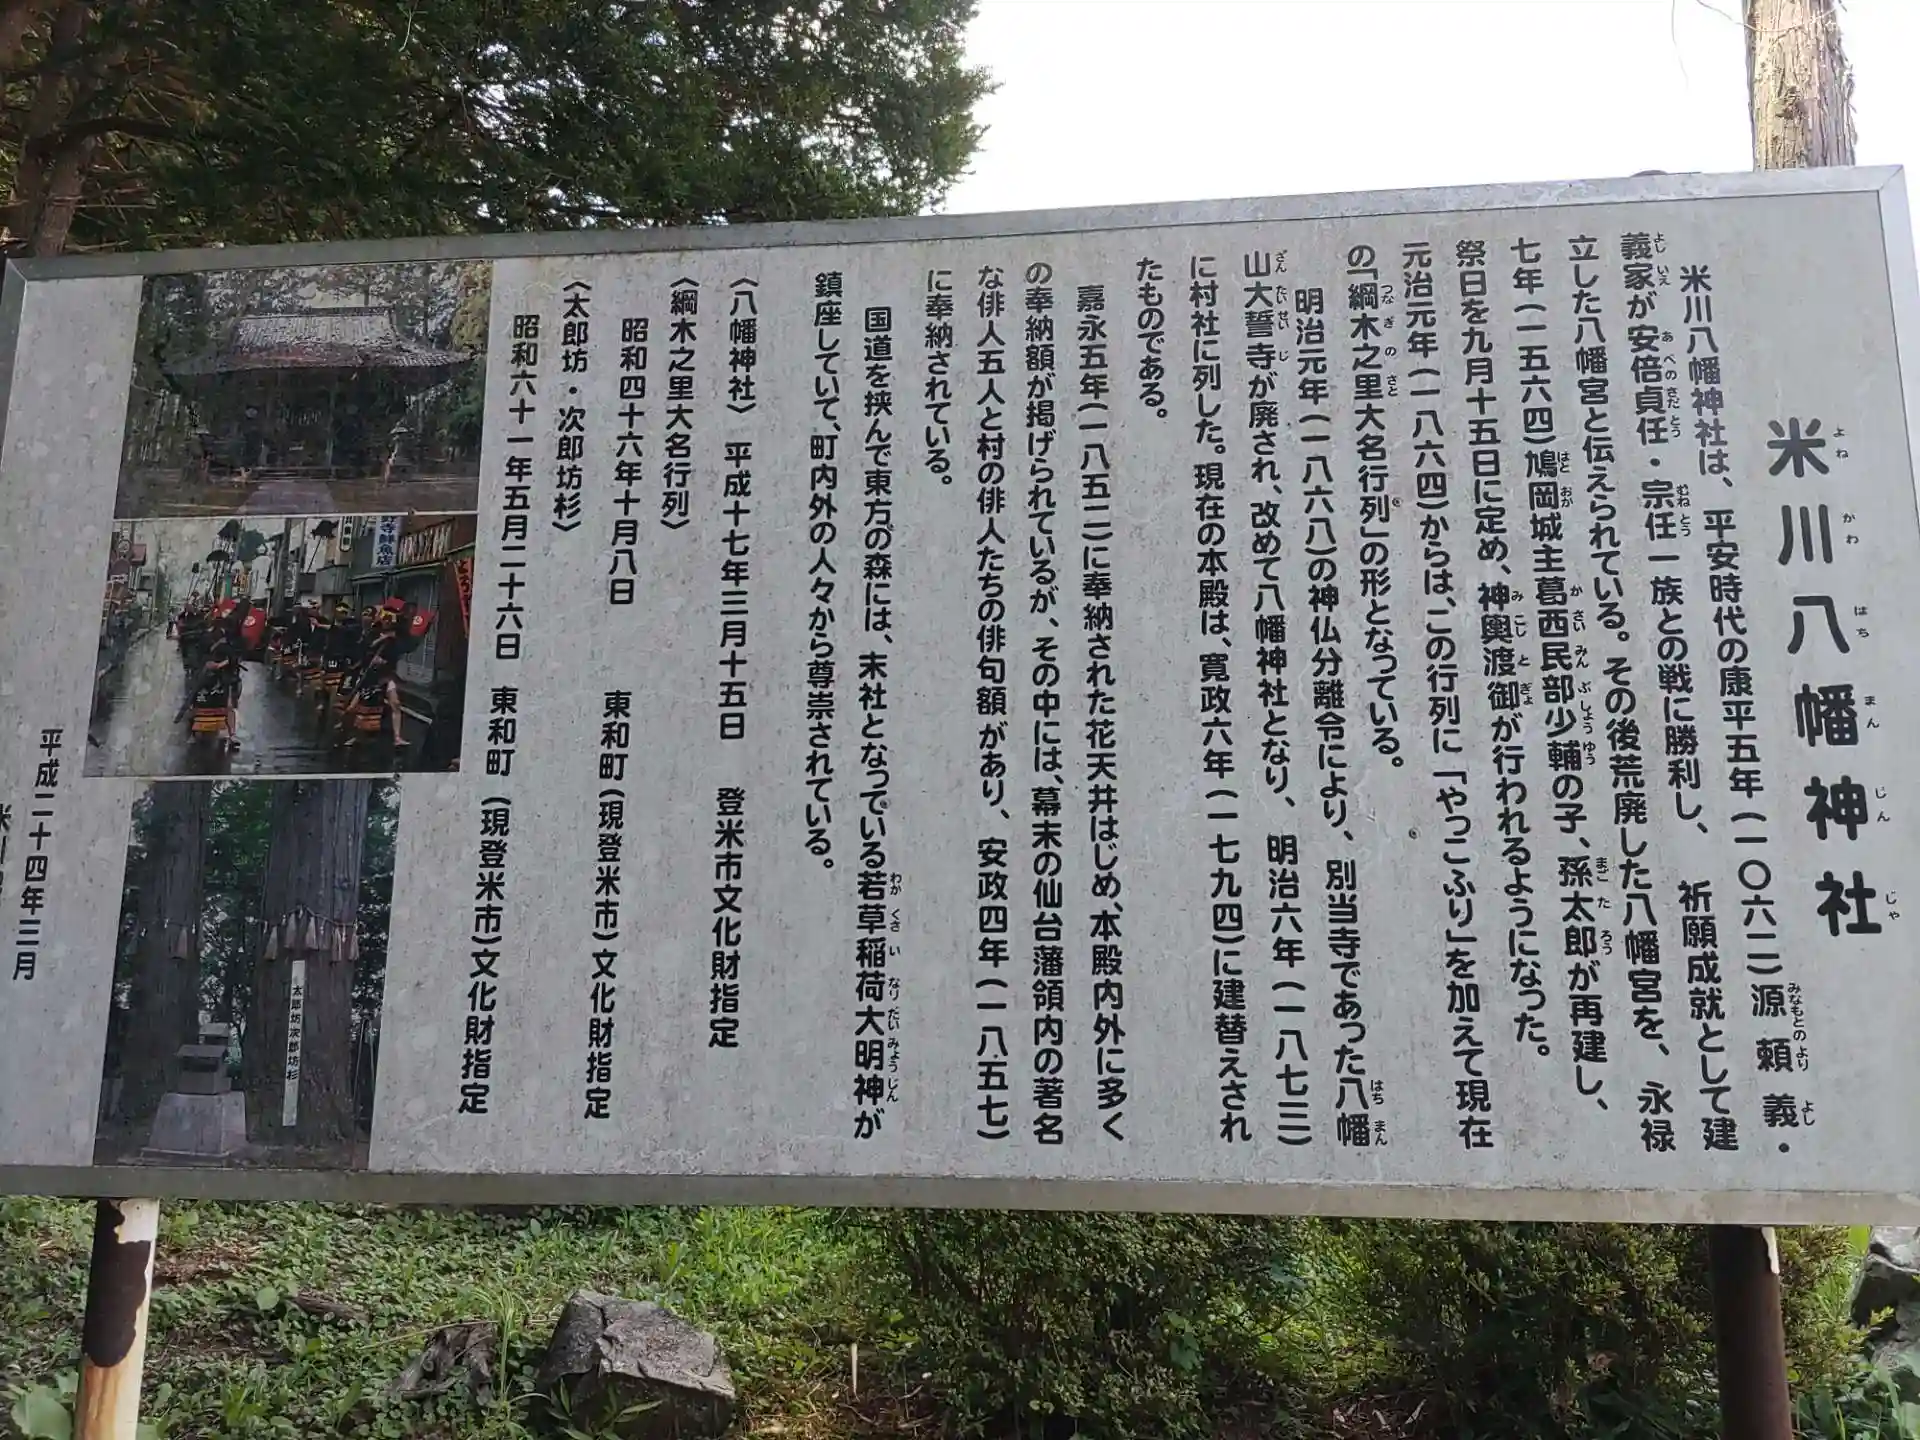 米川八幡神社
米川八幡神社は、平安時代の康平五年(一〇六二)源頼義・
義家が安倍貞任・宗任一族との戦に勝利し、祈願成就として建
立した八幡宮と伝えられている。その後荒廃した八幡宮を、永禄
七年(一五六四)鳩岡城主葛西民部少輔の子、孫太郎が再建し、
祭日を九月十五日に定め、神輿渡御が行われるようになった。
元治元年(一八六四)からは、この行列に「やっこふり」を加えて現在
の「綱木之里大名行列」の形となっている。
明治元年(一八六八)の神仏分離令により、別当寺であった八幡
山大誓寺が廃され、改めて八幡神社となり、明治六年(一八七三)
に村社に列した。現在の本殿は、寛政六年(一七九四)に建替えされ
たものである。
嘉永五年(一八五二)に奉納された花天井はじめ、本殿内外に多く
の奉納額が掲げられているが、その中には、幕末の仙台藩領内の著名
な俳人五人と村の俳人たちの俳句額があり、安政四年(一八五七)
に奉納されている。
国道を挟んで東方の森には、末社となっている若草稲荷大明神が
鎮座していて、町内外の人々から尊崇されている。
〈八幡神社〉 平成十七年三月十五日 登米市文化財指定
〈綱木之里大名行列〉
昭和四十六年十月八日 東和町(現登米市)文化財指定
〈太郎坊・次郎坊杉〉
昭和六十一年五月二十六日 東和町(現登米市)文化財指定
野寺鮮魚店
太郎坊次郎坊杉
平成二十四年三月
米川